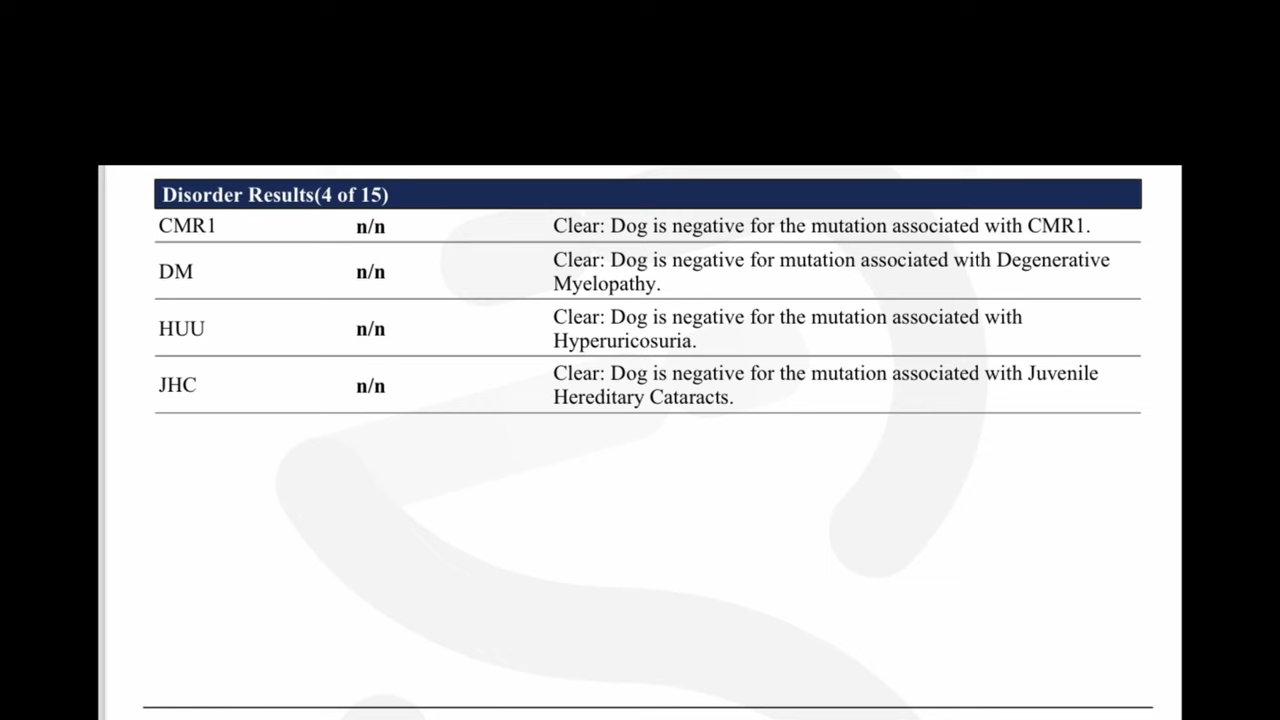 Disorder Results(4 of 15)
CMR1 n/n Clear: Dog is negative for the mutation associated with CMR1.
DM n/n Clear: Dog is negative for mutation associated with Degenerative
Myelopathy.
HUU n/n Clear: Dog is negative for the mutation associated with
Hyperuricosuria.
JHC n/n Clear: Dog is negative for the mutation associated with Juvenile
Hereditary Cataracts.